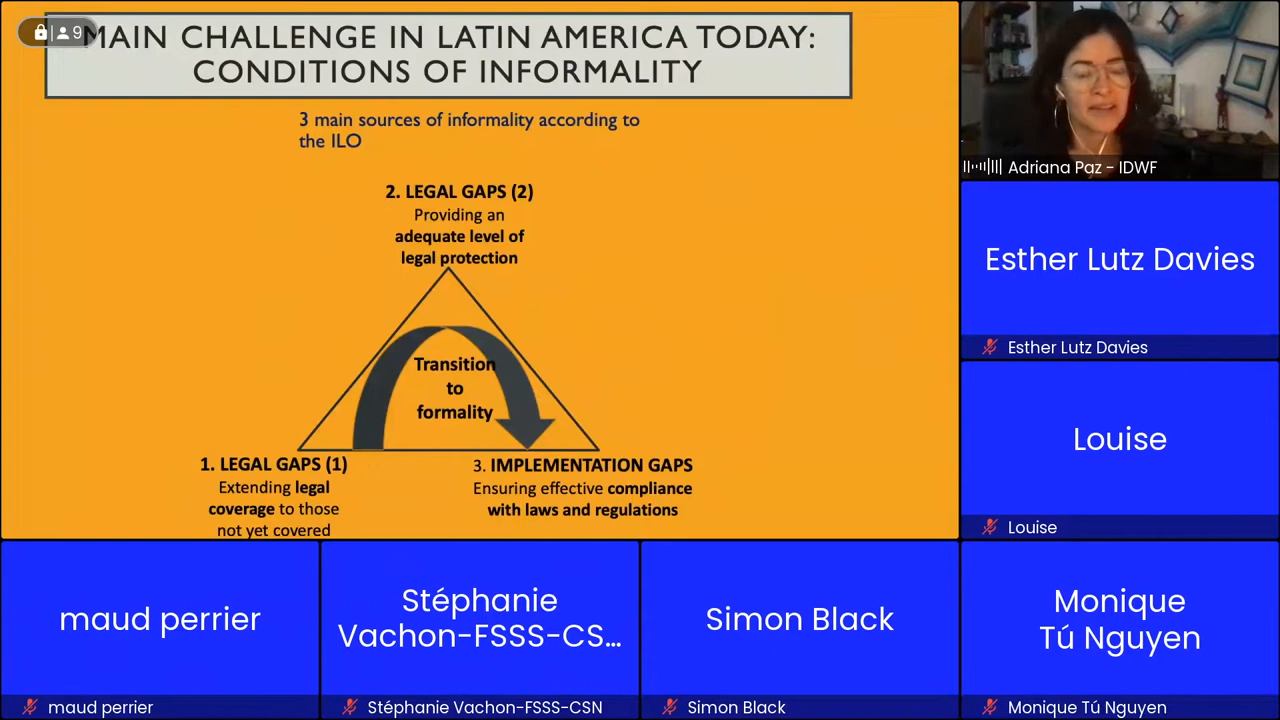 9
MAIN CHALLENGE IN LATIN AMERICA TODAY:
CONDITIONS OF INFORMALITY
3 main sources of informality according to
the ILO
2. LEGAL GAPS (2)
Providing an
adequate level of
legal protection
Transition
to
formality
1. LEGAL GAPS (1)
Extending legal
coverage to those
not yet covered
3. IMPLEMENTATION GAPS
Ensuring effective compliance
with laws and regulations
Adriana Paz - IDWF
Esther Lutz Davies
Esther Lutz Davies
Louise
Louise
maud perrier
maud perrier
Stéphanie
Vachon-FSSS-CS...
Stéphanie Vachon-FSSS-CSN
Simon Black
Simon Black
Monique
Tú Nguyen
Monique Tú Nguyen